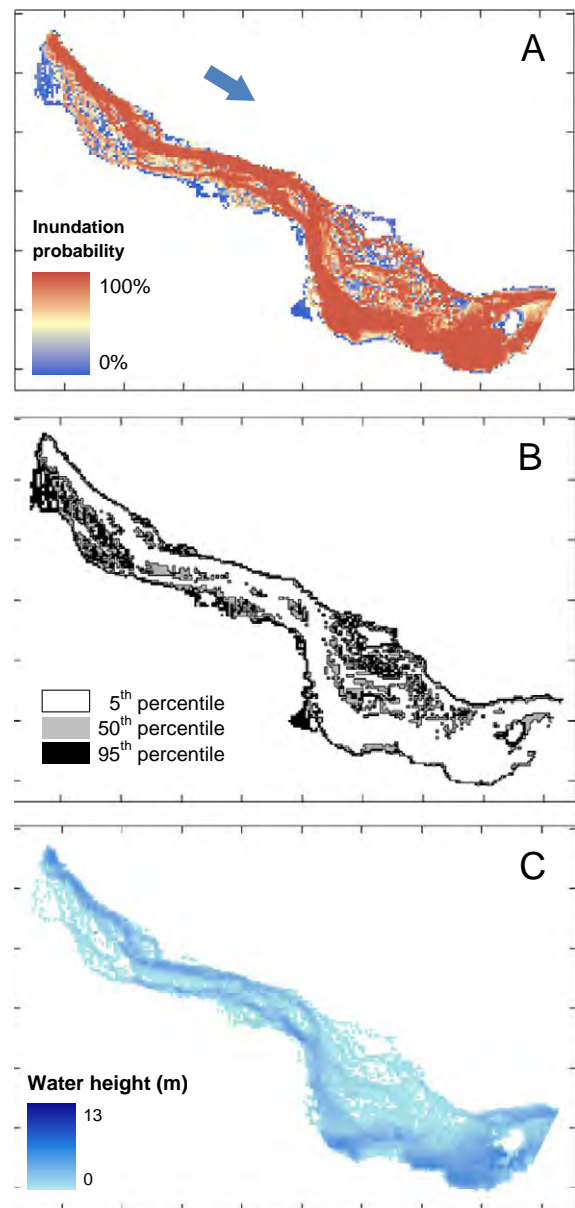 A
Inundation
probability
100%
0%
B
5th percentile
50th percentile
95th percentile
C
Water height (m)
13
0